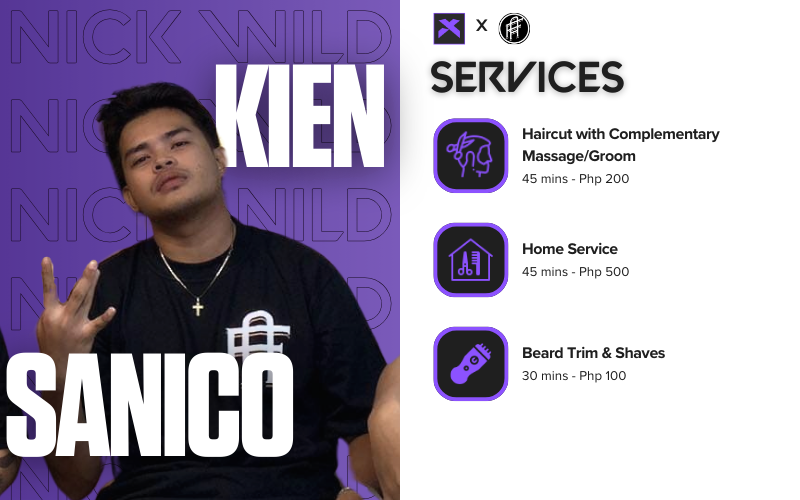 NICK WILD
KIEN
NICK WILD
NICK WILD
NICK WILD
SANICO
X
SERVICES
Haircut with Complementary
Massage/Groom
45 mins - Php 200
Home Service
45 mins - Php 500
Beard Trim & Shaves
30 mins - Php 100